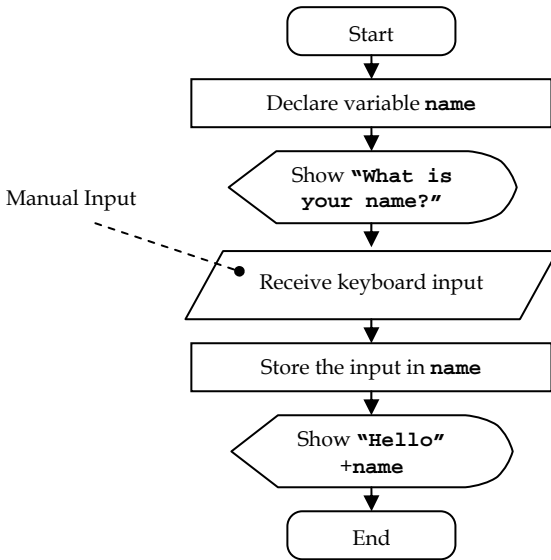 Start
Declare variable name
Show “What is
your name?”
Manual Input
Receive keyboard input
Store the input in name
Show “Hello”
+name
End